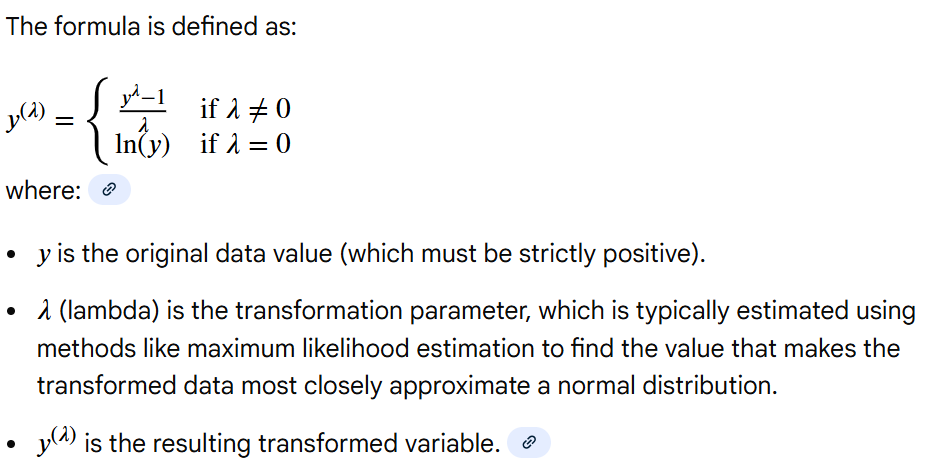 The formula is defined as:
y^(λ) = { (y^λ−1)/λ if λ ≠ 0
ln(y) if λ = 0
where:
• y is the original data value (which must be strictly positive).
• λ (lambda) is the transformation parameter, which is typically estimated using
methods like maximum likelihood estimation to find the value that makes the
transformed data most closely approximate a normal distribution.
• y^(λ) is the resulting transformed variable.